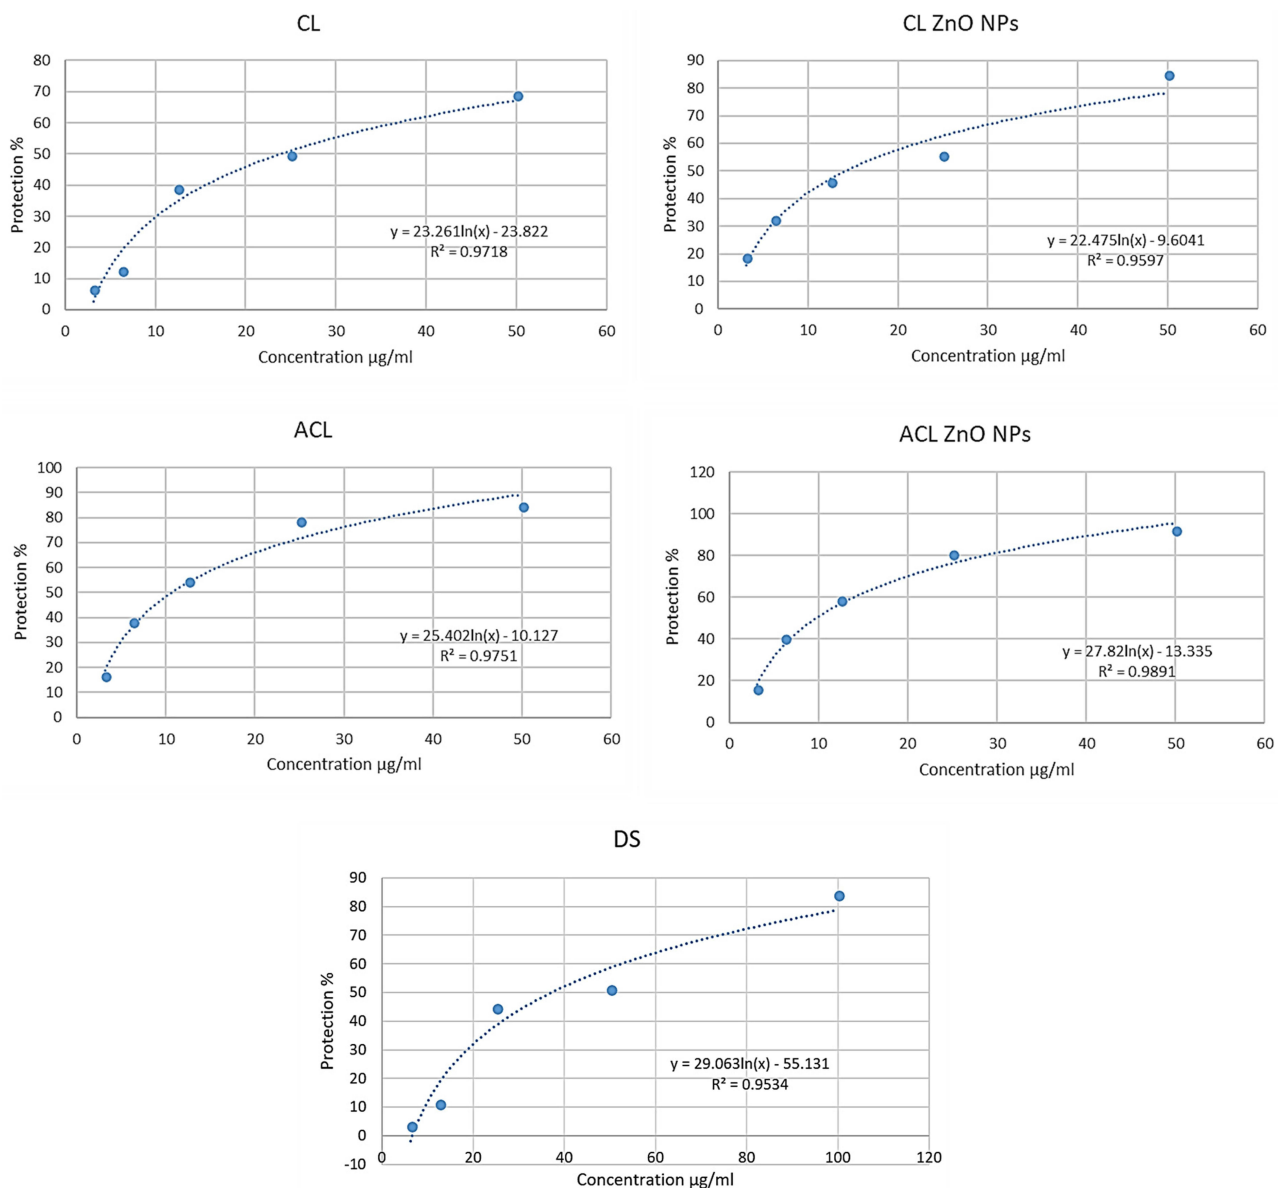 CL
80
70
60
50
40
30
20
10
0
0 10 20 30 40 50 60
Protection %
Concentration µg/ml
y = 23.261ln(x) - 23.822
R² = 0.9718
CL ZnO NPs
90
80
70
60
50
40
30
20
10
0
0 10 20 30 40 50 60
Protection %
Concentration µg/ml
y = 22.475ln(x) - 9.6041
R² = 0.9597
ACL
100
90
80
70
60
50
40
30
20
10
0
0 10 20 30 40 50 60
Protection %
Concentration µg/ml
y = 25.402ln(x) - 10.127
R² = 0.9751
ACL ZnO NPs
120
100
80
60
40
20
0
0 10 20 30 40 50 60
Protection %
Concentration µg/ml
y = 27.82ln(x) - 13.335
R² = 0.9891
DS
90
80
70
60
50
40
30
20
10
0
-10
0 20 40 60 80 100 120
Protection %
Concentration µg/ml
y = 29.063ln(x) - 55.131
R² = 0.9534